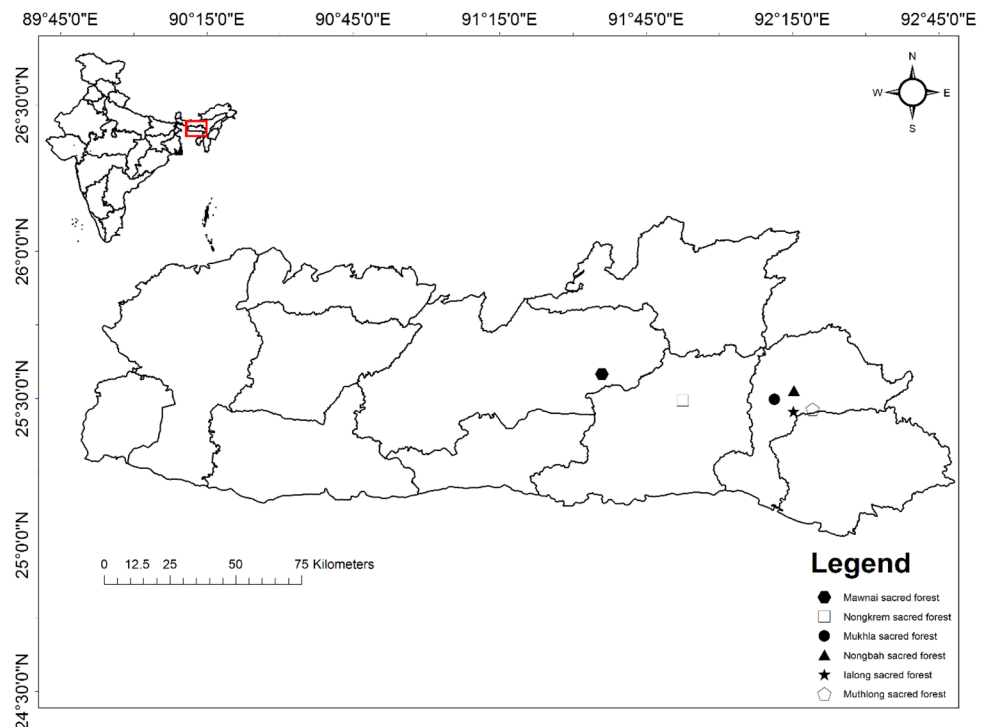 89°45'0"E 90°15'0"E 90°45'0"E 91°15'0"E 91°45'0"E 92°15'0"E 92°45'0"E
26°30'0"N
26°0'0"N
25°30'0"N
25°0'0"N
24°30'0"N
N
W E
S
0 12.5 25 50 75 Kilometers
Legend
Mawnai sacred forest
Nongkrem sacred forest
Mukhla sacred forest
Nongbah sacred forest
Ialong sacred forest
Muthlong sacred forest